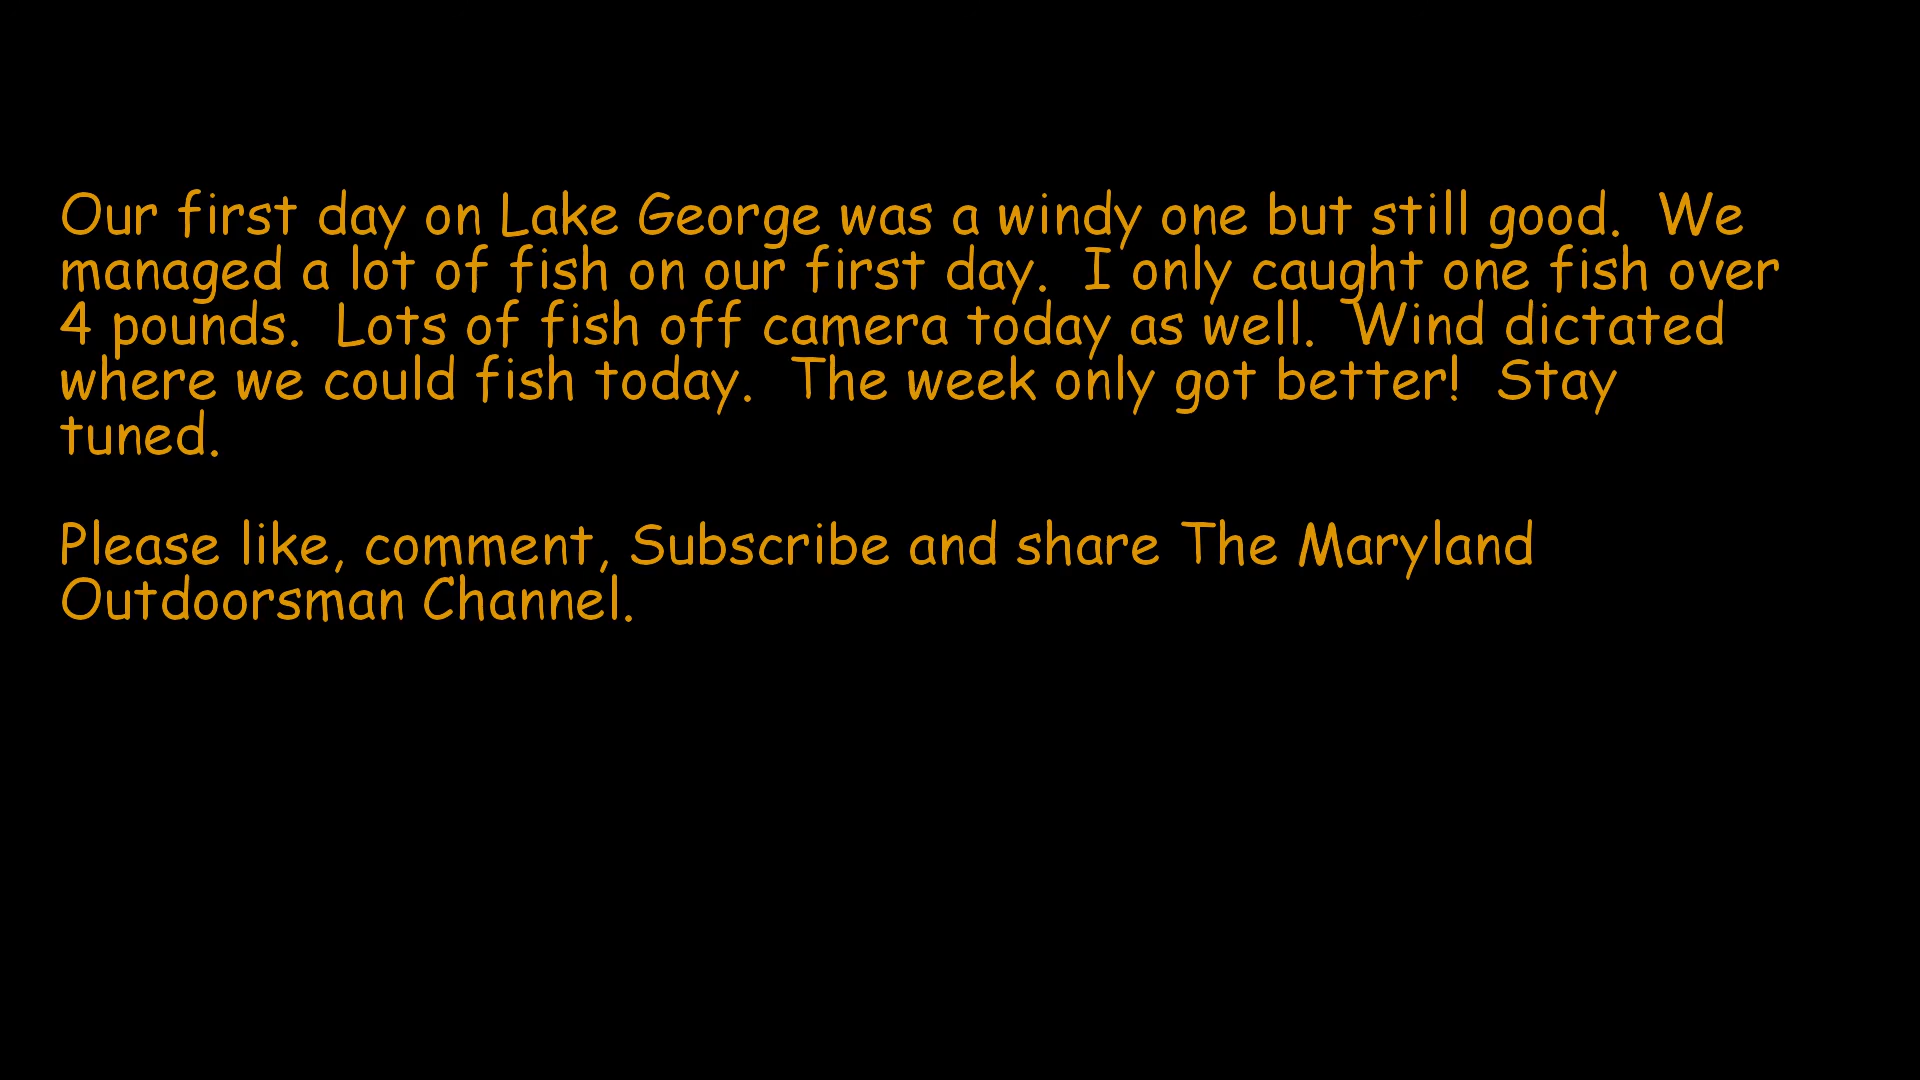 Our first day on Lake George was a windy one but still good.  We
managed a lot of fish on our first day.  I only caught one fish over
4 pounds.  Lots of fish off camera today as well.  Wind dictated
where we could fish today.  The week only got better!  Stay
tuned.

Please like, comment, Subscribe and share The Maryland
Outdoorsman Channel.